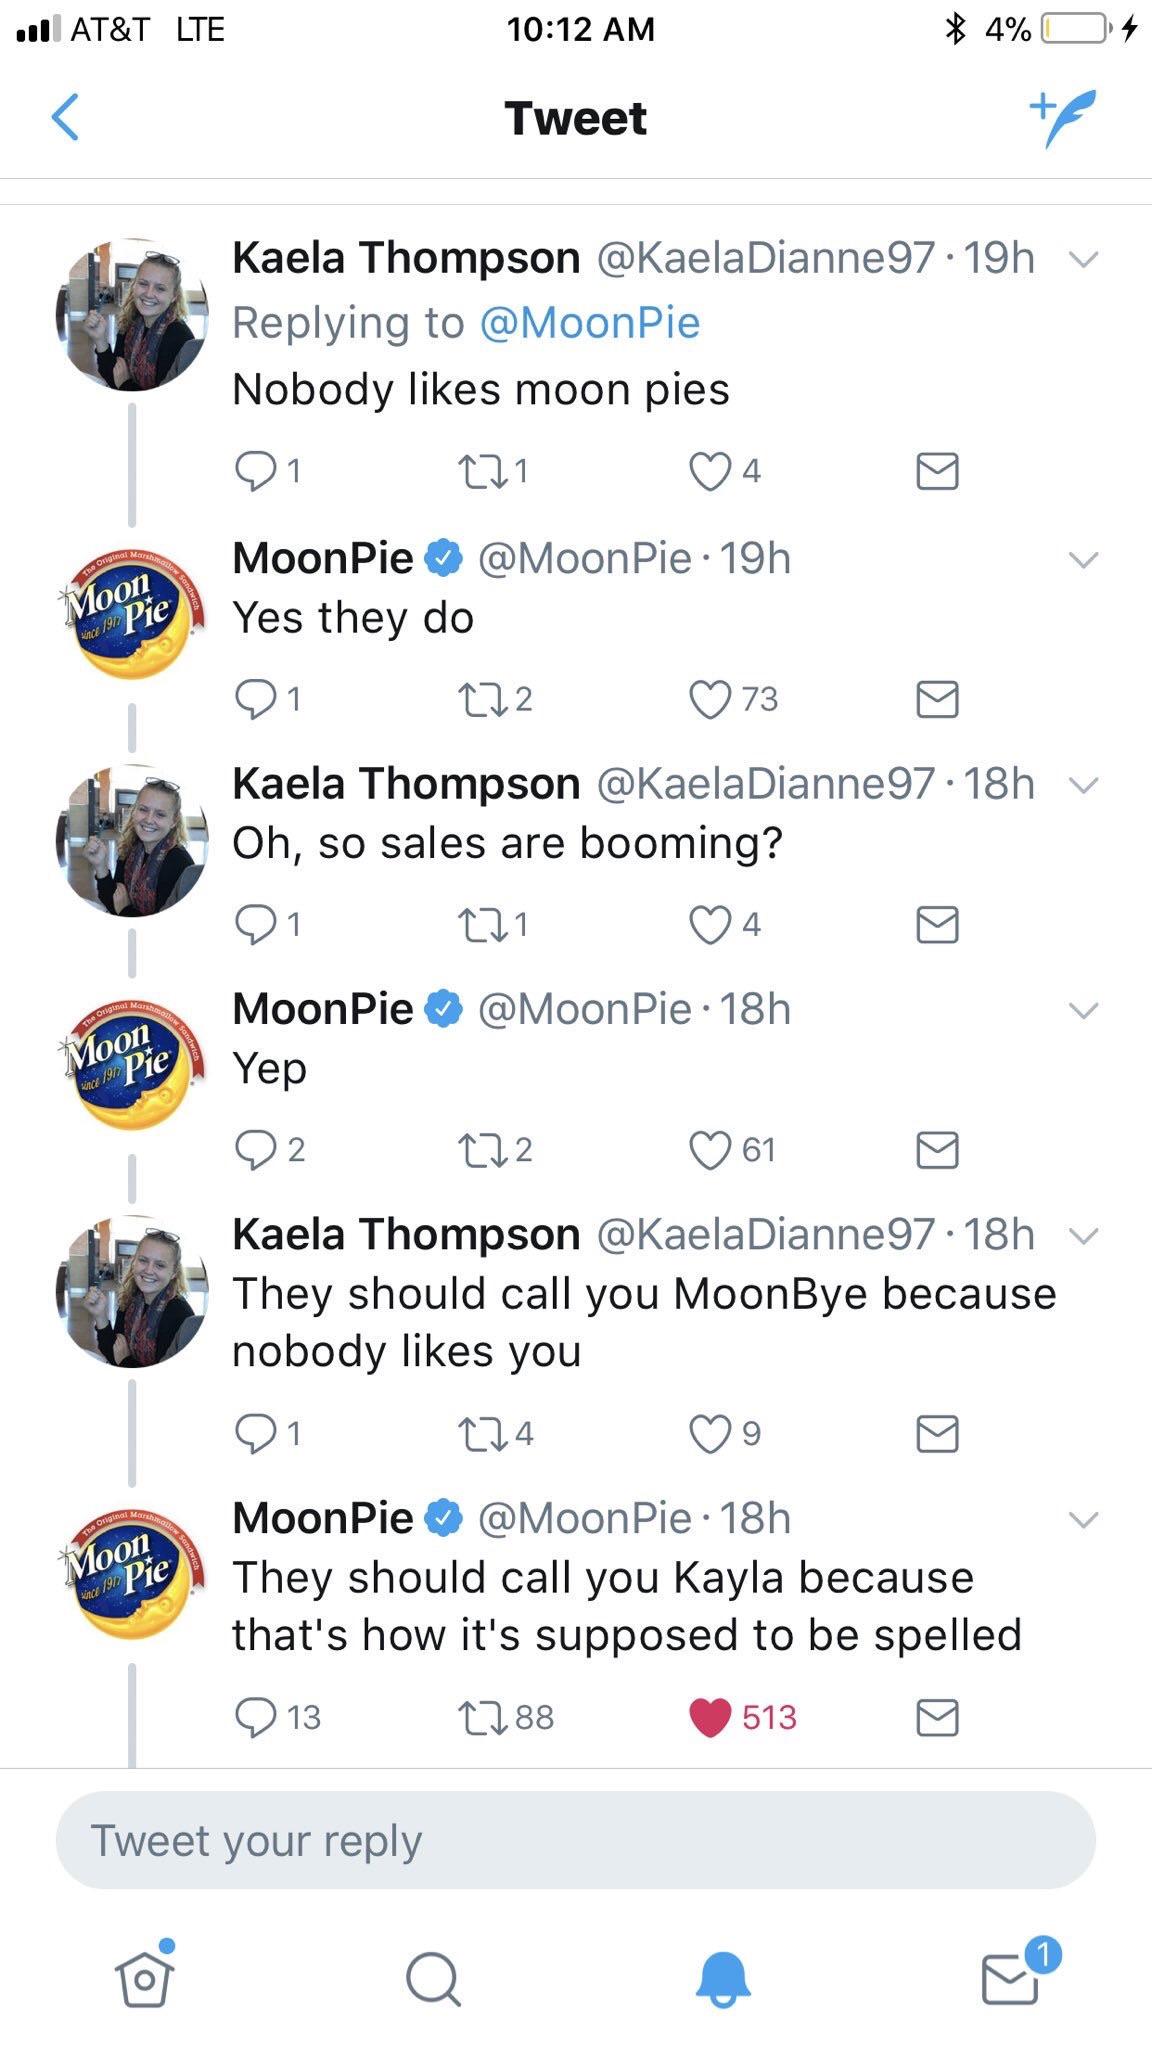 AT&T LTE 10:12 AM 4%
Tweet
Kaela Thompson @KaelaDianne97 · 19h
Replying to @MoonPie
Nobody likes moon pies
1 1 4
The Original Marshmallow Sandwich
Moon
Pie
since 1917
MoonPie @MoonPie · 19h
Yes they do
1 2 73
Kaela Thompson @KaelaDianne97 · 18h
Oh, so sales are booming?
1 1 4
The Original Marshmallow Sandwich
Moon
Pie
since 1917
MoonPie @MoonPie · 18h
Yep
2 2 61
Kaela Thompson @KaelaDianne97 · 18h
They should call you MoonBye because
nobody likes you
1 4 9
The Original Marshmallow Sandwich
Moon
Pie
since 1917
MoonPie @MoonPie · 18h
They should call you Kayla because
that's how it's supposed to be spelled
13 88 513
Tweet your reply
1